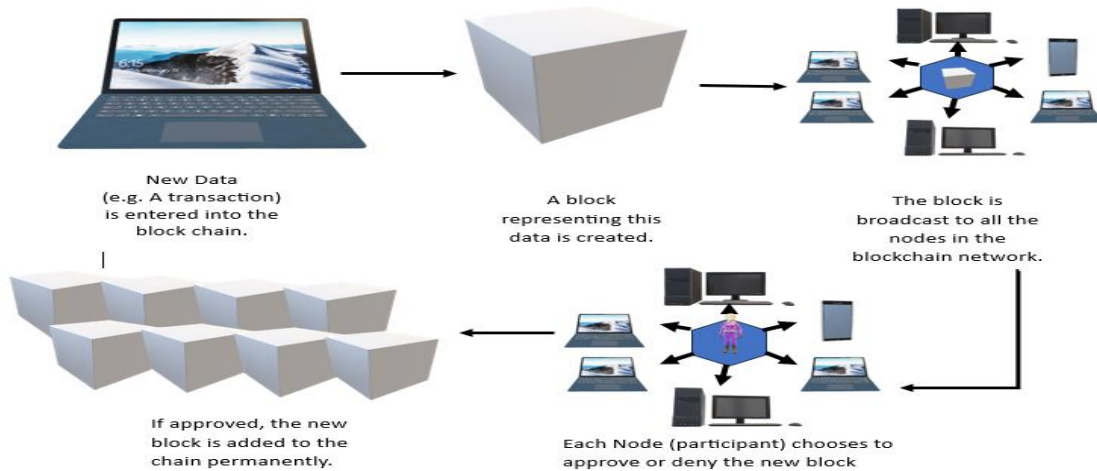 6:15
New Data
(e.g. A transaction)
is entered into the
block chain.
A block
representing this
data is created.
The block is
broadcast to all the
nodes in the
blockchain network.
If approved, the new
block is added to the
chain permanently.
Each Node (participant) chooses to
approve or deny the new block